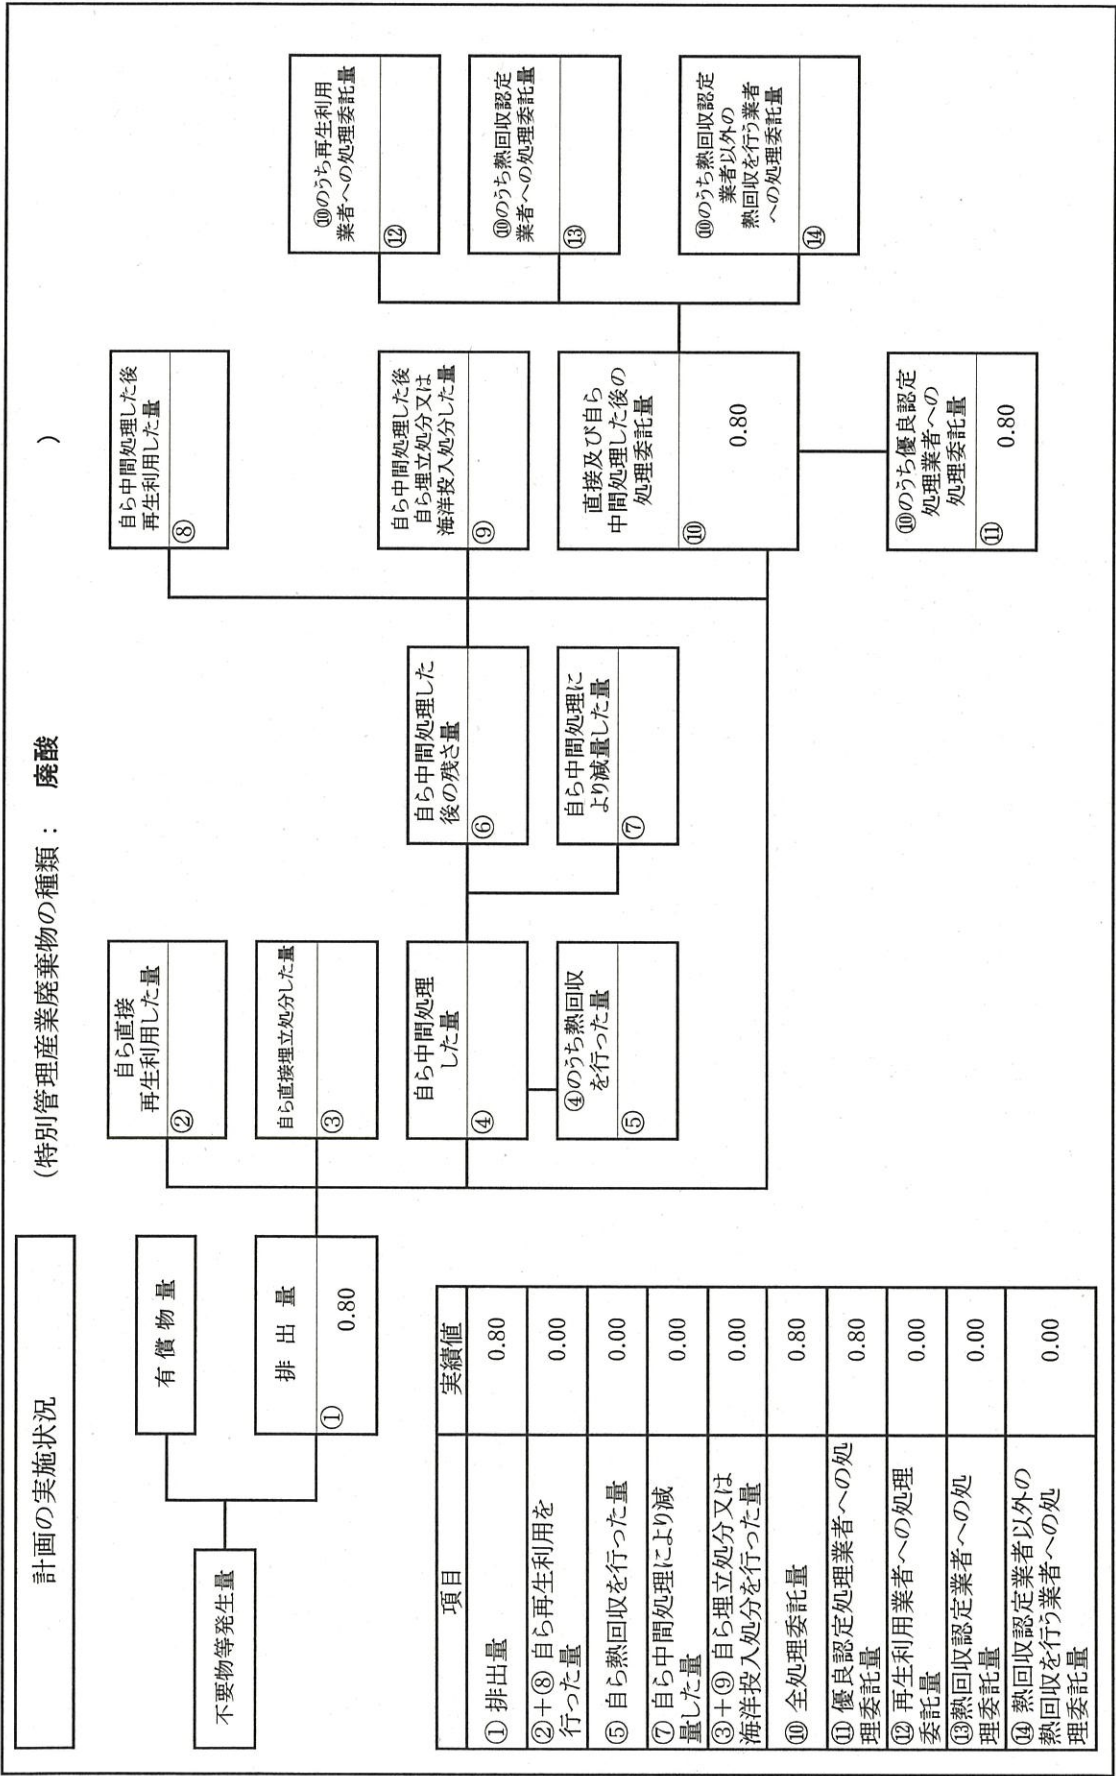 計画の実施状況
(特別管理産業廃棄物の種類： 廃酸 )
不要物等発生量
有償物量
排出量
① 0.80
自ら直接
再生利用した量
②
自ら直接埋立処分した量
③
自ら中間処理
した量
④
④のうち熱回収
を行った量
⑤
自ら中間処理した
後の残さ量
⑥
自ら中間処理に
より減量した量
⑦
自ら中間処理した後
再生利用した量
⑧
自ら中間処理した後
自ら埋立処分又は
海洋投入処分した量
⑨
直接及び自ら
中間処理した後の
処理委託量
⑩ 0.80
⑩のうち優良認定
処理業者への
処理委託量
⑪ 0.80
⑩のうち再生利用
業者への処理委託量
⑫
⑩のうち熱回収認定
業者への処理委託量
⑬
⑩のうち熱回収認定
業者以外の
熱回収を行う業者
への処理委託量
⑭
項目 実績値
① 排出量 0.80
②+⑧ 自ら再生利用を
行った量 0.00
⑤ 自ら熱回収を行った量 0.00
⑦ 自ら中間処理により減
量した量 0.00
③+⑨ 自ら埋立処分又は
海洋投入処分を行った量 0.00
⑩ 全処理委託量 0.80
⑪ 優良認定処理業者への処
理委託量 0.80
⑫ 再生利用業者への処理
委託量 0.00
⑬熱回収認定業者への処
理委託量 0.00
⑭ 熱回収認定業者以外の
熱回収を行う業者への処
理委託量 0.00